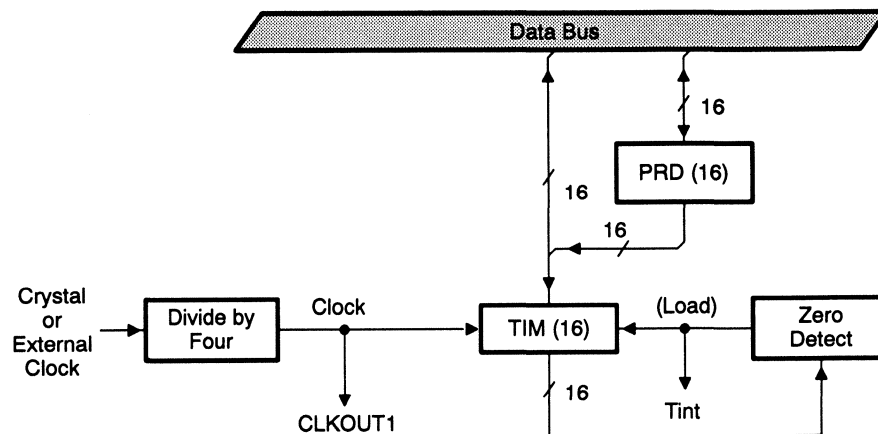 Data Bus
16
PRD (16)
16
16
Crystal
or
External
Clock
Divide by
Four
Clock
CLKOUT1
TIM (16)
(Load)
Tint
Zero
Detect
16